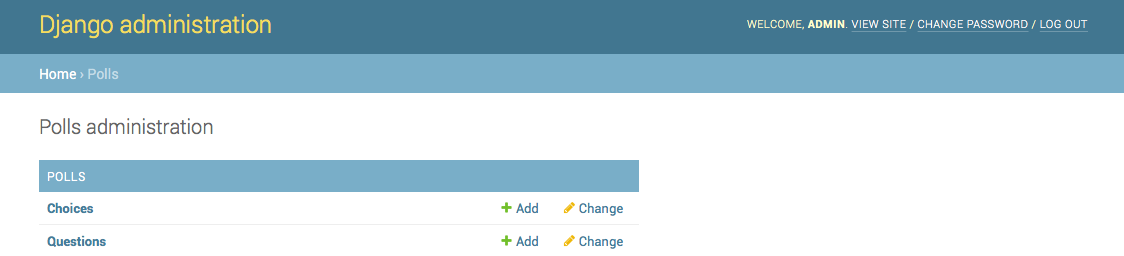 Django administration
WELCOME, ADMIN. VIEW SITE / CHANGE PASSWORD / LOG OUT
Home › Polls
Polls administration
POLLS
Choices Add Change
Questions Add Change